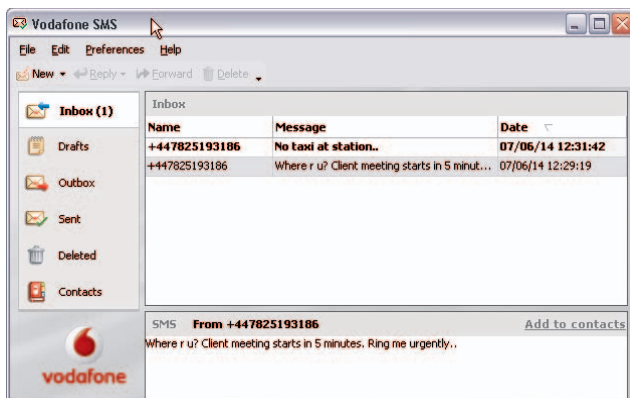 Vodafone SMS
File Edit Preferences Help
New Reply Forward Delete
Inbox (1)
Drafts
Outbox
Sent
Deleted
Contacts
vodafone
Inbox
Name Message Date
+447825193186 No taxi at station.. 07/06/14 12:31:42
+447825193186 Where r u? Client meeting starts in 5 minut... 07/06/14 12:29:19
SMS From +447825193186 Add to contacts
Where r u? Client meeting starts in 5 minutes. Ring me urgently..